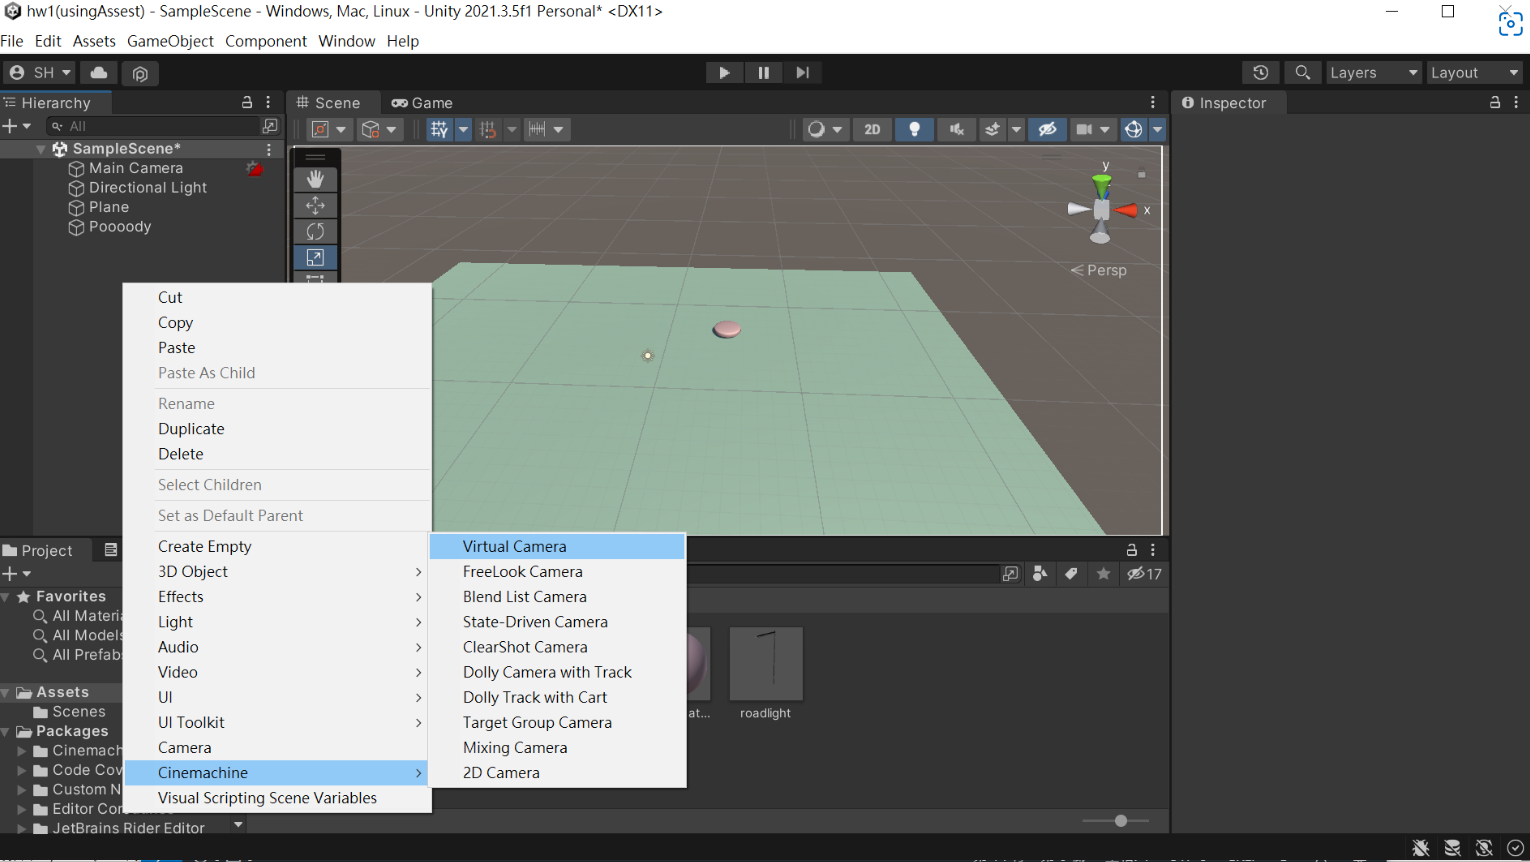 hw1(usingAssest) - SampleScene - Windows, Mac, Linux - Unity 2021.3.5f1 Personal* <DX11>
File Edit Assets GameObject Component Window Help
SH
Layers
Layout
Hierarchy
Scene
Game
Inspector
All
2D
SampleScene*
Main Camera
Directional Light
Plane
Poooody
y
x
Persp
Cut
Copy
Paste
Paste As Child
Rename
Duplicate
Delete
Select Children
Set as Default Parent
Create Empty
3D Object
Effects
Light
Audio
Video
UI
UI Toolkit
Camera
Cinemachine
Visual Scripting Scene Variables
Virtual Camera
FreeLook Camera
Blend List Camera
State-Driven Camera
ClearShot Camera
Dolly Camera with Track
Dolly Track with Cart
Target Group Camera
Mixing Camera
2D Camera
Project
17
Favorites
All Materi
All Models
All Prefab
Assets
Scenes
Packages
Cinemach
Code Cov
Custom N
Editor Co
JetBrains Rider Editor
at...
roadlight